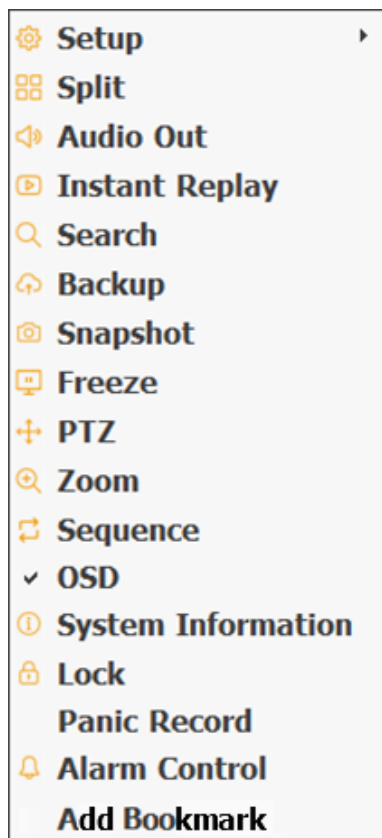 Setup
Split
Audio Out
Instant Replay
Search
Backup
Snapshot
Freeze
PTZ
Zoom
Sequence
OSD
System Information
Lock
Panic Record
Alarm Control
Add Bookmark